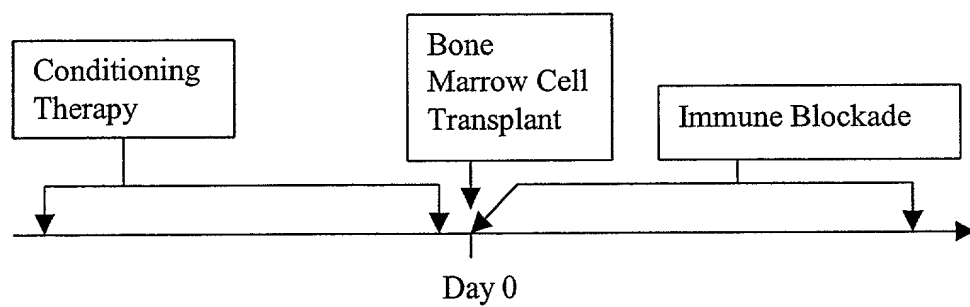 Conditioning
Therapy
Bone
Marrow Cell
Transplant
Immune Blockade
Day 0